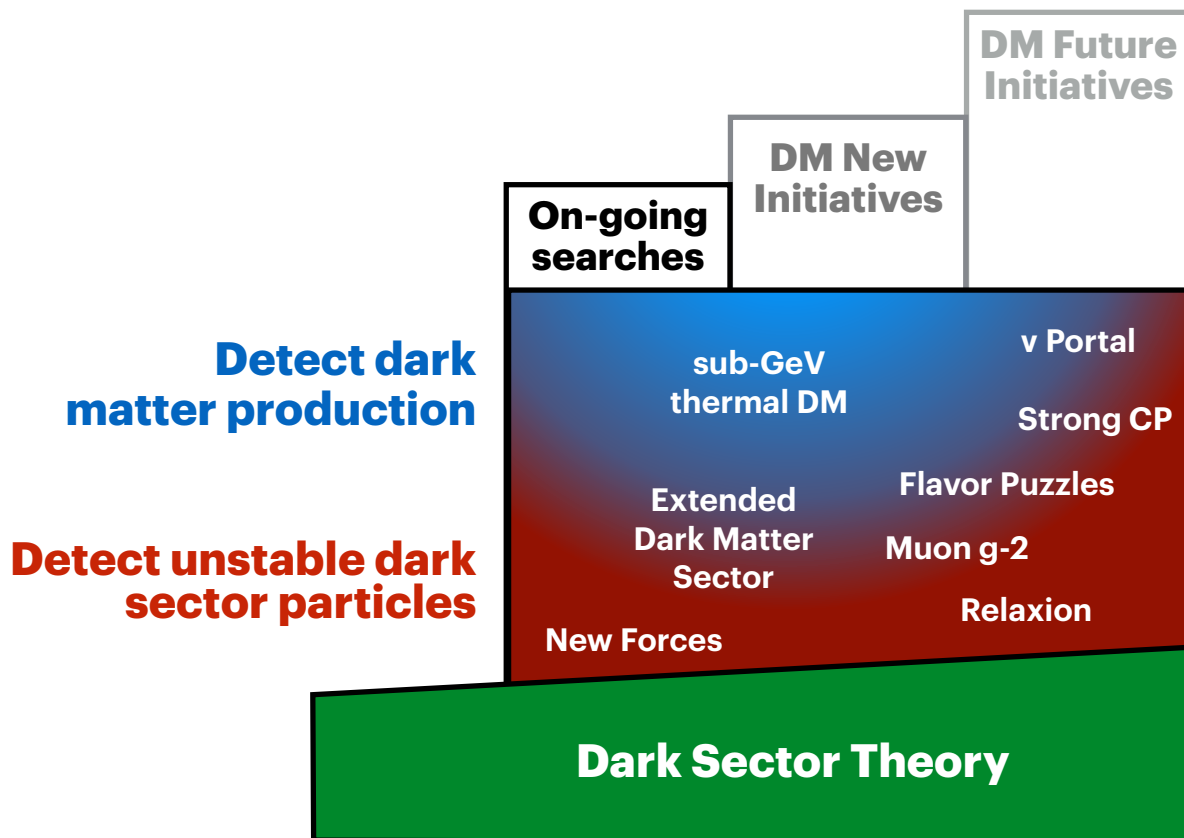 DM Future
Initiatives
DM New
Initiatives
On-going
searches
Detect dark
matter production
sub-GeV
thermal DM
ν Portal
Strong CP
Flavor Puzzles
Extended
Dark Matter
Sector
Muon g-2
Detect unstable dark
sector particles
Relaxion
New Forces
Dark Sector Theory